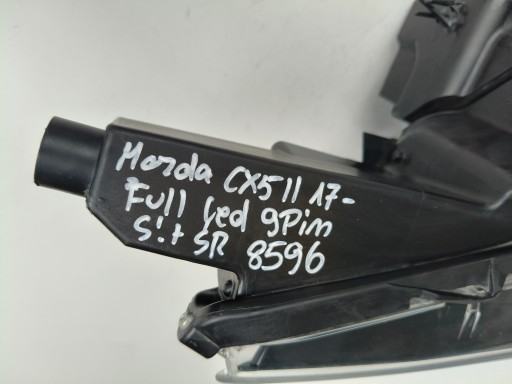 Mazda CX5 II 17-
Full Led 9Pin
S!t SR 8596